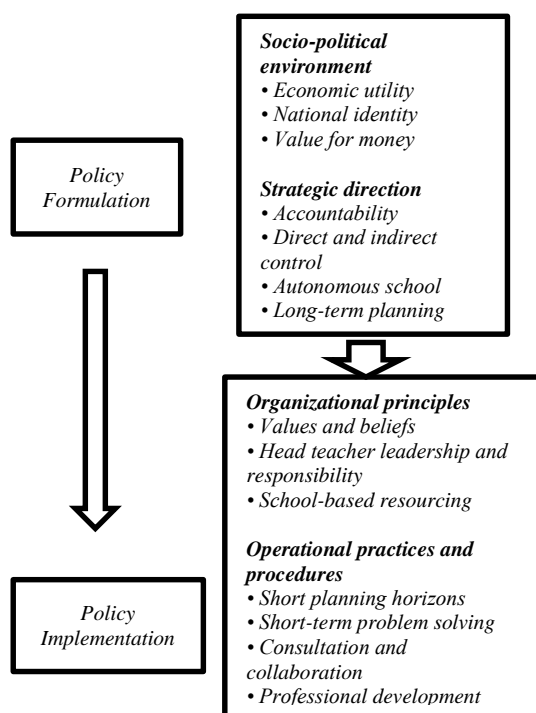 Socio-political
environment
• Economic utility
• National identity
• Value for money
Strategic direction
• Accountability
• Direct and indirect
control
• Autonomous school
• Long-term planning
Policy
Formulation
Organizational principles
• Values and beliefs
• Head teacher leadership and
responsibility
• School-based resourcing
Operational practices and
procedures
• Short planning horizons
• Short-term problem solving
• Consultation and
collaboration
• Professional development
Policy
Implementation